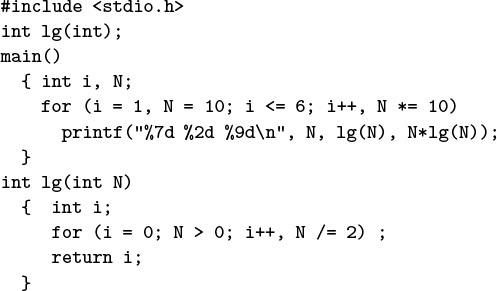 #include <stdio.h>
int lg(int);
main()
  { int i, N;
    for (i = 1, N = 10; i <= 6; i++, N *= 10)
      printf("%7d %2d %9d\n", N, lg(N), N*lg(N));
  }
int lg(int N)
  {  int i;
     for (i = 0; N > 0; i++, N /= 2) ;
     return i;
  }